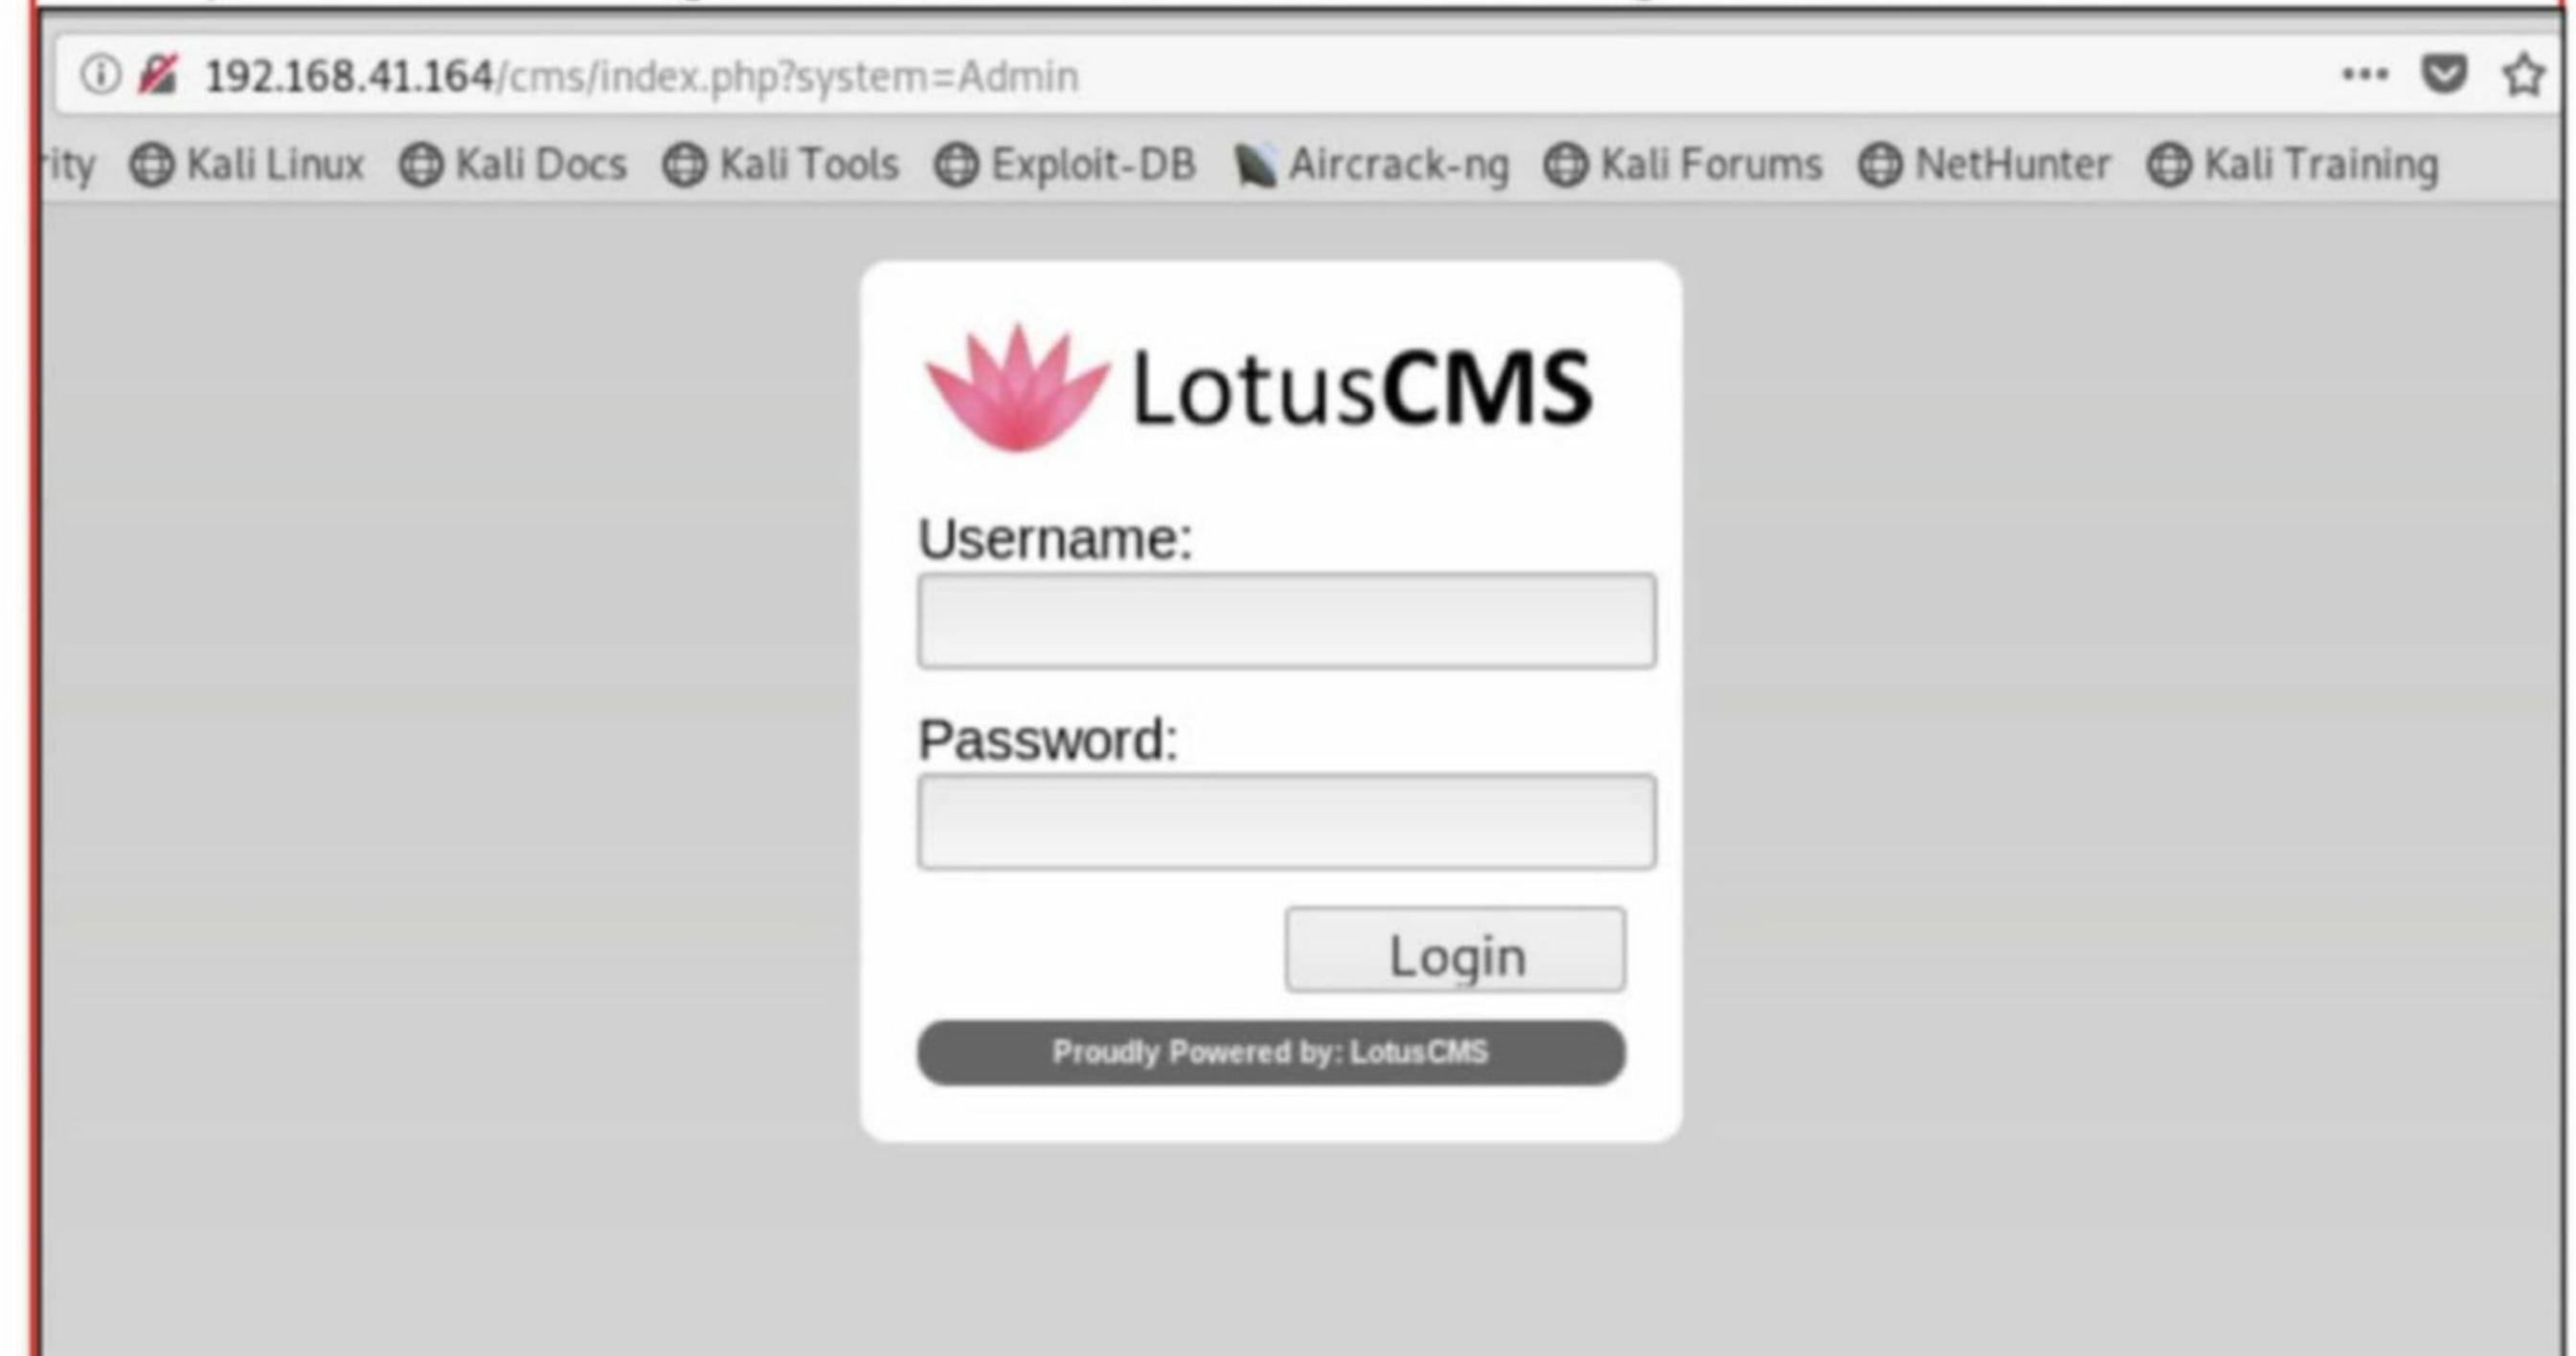 192.168.41.164/cms/index.php?system=Admin
rity Kali Linux Kali Docs Kali Tools Exploit-DB Aircrack-ng Kali Forums NetHunter Kali Training
LotusCMS
Username:
Password:
Login
Proudly Powered by: LotusCMS